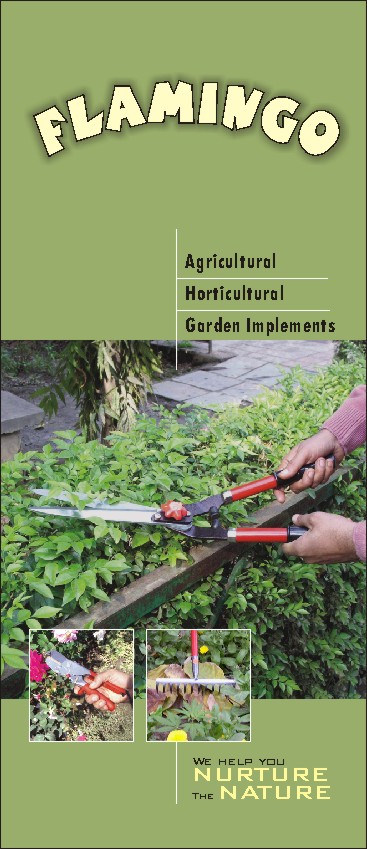 FLAMINGO
Agricultural
Horticultural
Garden Implements
WE HELP YOU
NURTURE
THE NATURE